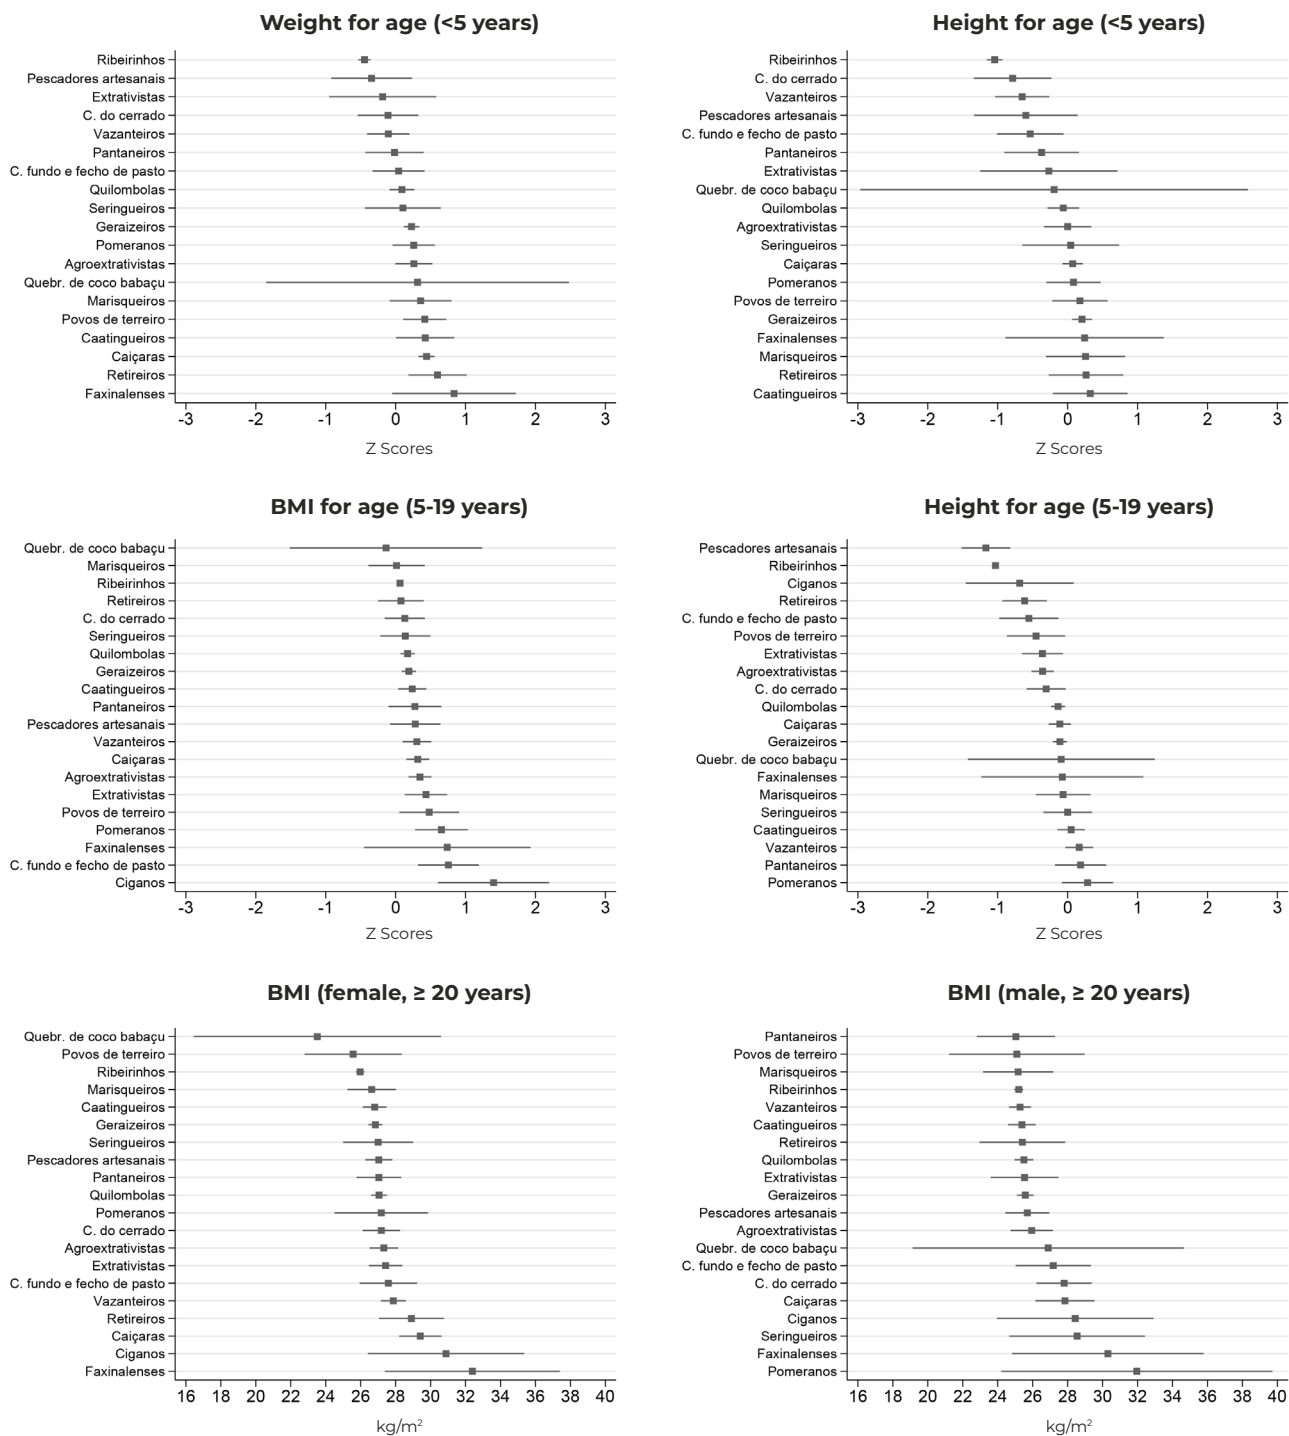 Weight for age (<5 years)
Ribeirinhos
Pescadores artesanais
Extrativistas
C. do cerrado
Vazanteiros
Pantaneiros
C. fundo e fecho de pasto
Quilombolas
Seringueiros
Geraizeiros
Pomeranos
Agroextrativistas
Quebr. de coco babaçu
Marisqueiros
Povos de terreiro
Caatingueiros
Caiçaras
Retireiros
Faxinalenses
-3 -2 -1 0 1 2 3
Z Scores
Height for age (<5 years)
Ribeirinhos
C. do cerrado
Vazanteiros
Pescadores artesanais
C. fundo e fecho de pasto
Pantaneiros
Extrativistas
Quebr. de coco babaçu
Quilombolas
Agroextrativistas
Seringueiros
Caiçaras
Pomeranos
Povos de terreiro
Geraizeiros
Faxinalenses
Marisqueiros
Retireiros
Caatingueiros
-3 -2 -1 0 1 2 3
Z Scores
BMI for age (5-19 years)
Quebr. de coco babaçu
Marisqueiros
Ribeirinhos
Retireiros
C. do cerrado
Seringueiros
Quilombolas
Geraizeiros
Caatingueiros
Pantaneiros
Pescadores artesanais
Vazanteiros
Caiçaras
Agroextrativistas
Extrativistas
Povos de terreiro
Pomeranos
Faxinalenses
C. fundo e fecho de pasto
Ciganos
-3 -2 -1 0 1 2 3
Z Scores
Height for age (5-19 years)
Pescadores artesanais
Ribeirinhos
Ciganos
Retireiros
C. fundo e fecho de pasto
Povos de terreiro
Extrativistas
Agroextrativistas
C. do cerrado
Quilombolas
Caiçaras
Geraizeiros
Quebr. de coco babaçu
Faxinalenses
Marisqueiros
Seringueiros
Caatingueiros
Vazanteiros
Pantaneiros
Pomeranos
-3 -2 -1 0 1 2 3
Z Scores
BMI (female, ≥ 20 years)
Quebr. de coco babaçu
Povos de terreiro
Ribeirinhos
Marisqueiros
Caatingueiros
Geraizeiros
Seringueiros
Pescadores artesanais
Pantaneiros
Quilombolas
Pomeranos
C. do cerrado
Agroextrativistas
Extrativistas
C. fundo e fecho de pasto
Vazanteiros
Retireiros
Caiçaras
Ciganos
Faxinalenses
16 18 20 22 24 26 28 30 32 34 36 38 40
kg/m²
BMI (male, ≥ 20 years)
Pantaneiros
Povos de terreiro
Marisqueiros
Ribeirinhos
Vazanteiros
Caatingueiros
Retireiros
Quilombolas
Extrativistas
Geraizeiros
Pescadores artesanais
Agroextrativistas
Quebr. de coco babaçu
C. fundo e fecho de pasto
C. do cerrado
Caiçaras
Ciganos
Seringueiros
Faxinalenses
Pomeranos
16 18 20 22 24 26 28 30 32 34 36 38 40
kg/m²